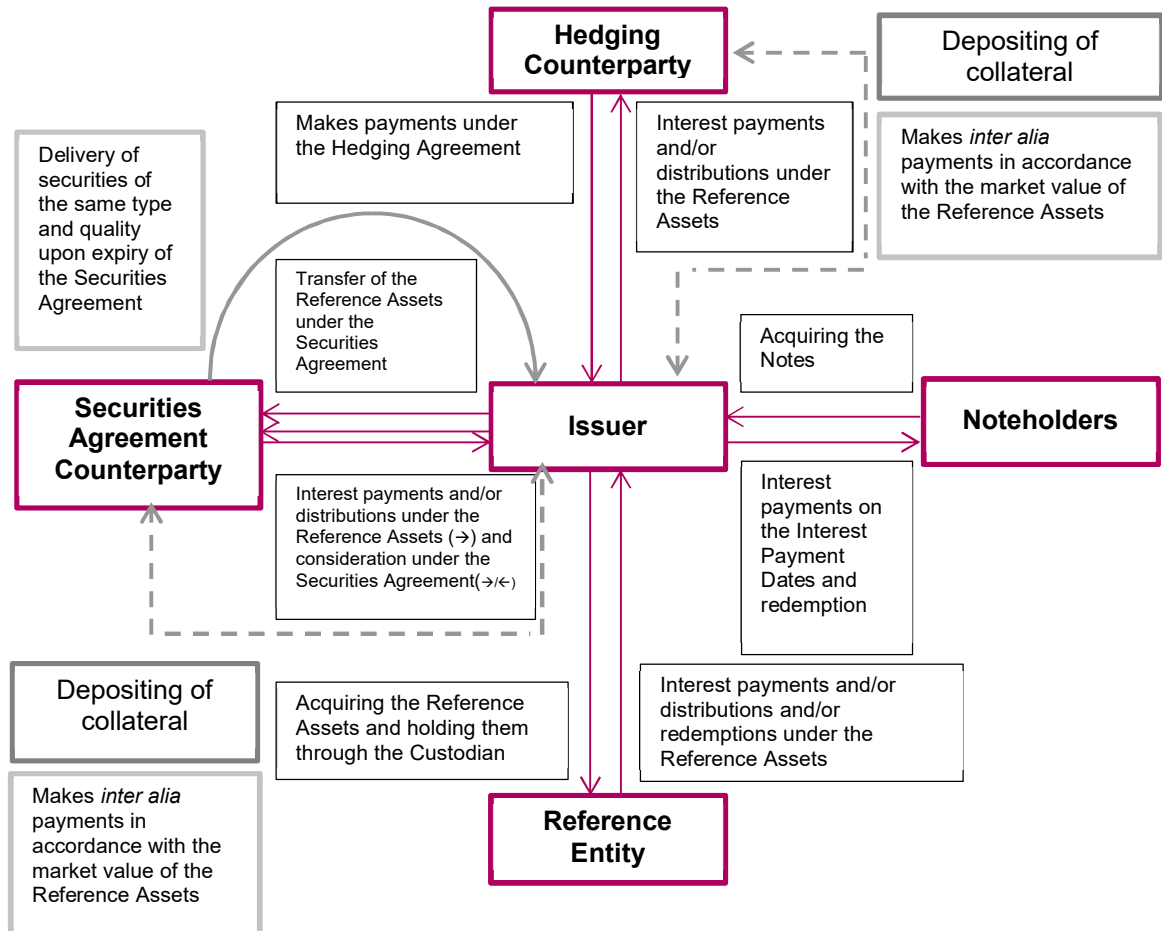 Hedging
Counterparty
Depositing of
collateral
Makes payments under
the Hedging Agreement
Interest payments
and/or
distributions under
the Reference
Assets
Makes inter alia
payments in
accordance
with the market value of
the Reference Assets
Delivery of
securities of
the same type
and quality
upon expiry of
the Securities
Agreement
Transfer of the
Reference Assets
under the
Securities
Agreement
Acquiring the
Notes
Securities
Agreement
Counterparty
Issuer
Noteholders
Interest payments and/or
distributions under the
Reference Assets (→) and
consideration under the
Securities Agreement(→/←)
Interest
payments on
the Interest
Payment
Dates and
redemption
Depositing of
collateral
Acquiring the Reference
Assets and holding them
through the Custodian
Interest payments and/or
distributions and/or
redemptions under the
Reference Assets
Makes inter alia
payments in
accordance with the
market value of the
Reference Assets
Reference
Entity